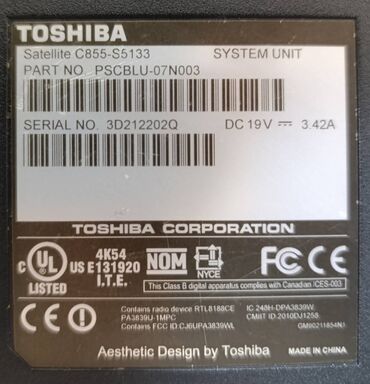 TOSHIBA
Satellite C855-S5133 SYSTEM UNIT
PART NO. PSCBLU-07N003
SERIAL NO. 3D212202Q DC 19V ⎓ 3.42A
TOSHIBA CORPORATION
C UL US LISTED
4K54
E131920
I.T.E.
NOM
NYCE
FC
This Class B digital apparatus complies with Canadian ICES-003
CE
Contains radio device RTL8188CE
PA3839U-1MPC
Contains FCC ID:CJ6UPA3839WL
IC 248H-DPA3839W
CMIIT ID:2010DJ1258
Aesthetic Design by Toshiba
MADE IN CHINA